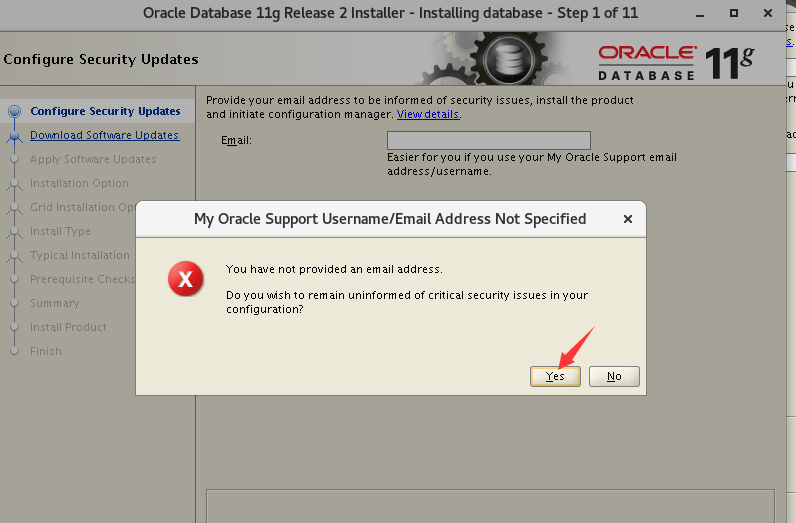 Oracle Database 11g Release 2 Installer - Installing database - Step 1 of 11
Configure Security Updates
ORACLE
DATABASE
11g
Configure Security Updates
Download Software Updates
Apply Software Updates
Installation Option
Grid Installation
Install Type
Typical Installation
Prerequisite Checks
Summary
Install Product
Finish
Provide your email address to be informed of security issues, install the product
and initiate configuration manager. View details.
Email:
Easier for you if you use your My Oracle Support email
address/username.
My Oracle Support Username/Email Address Not Specified
You have not provided an email address.
Do you wish to remain uninformed of critical security issues in your
configuration?
Yes
No